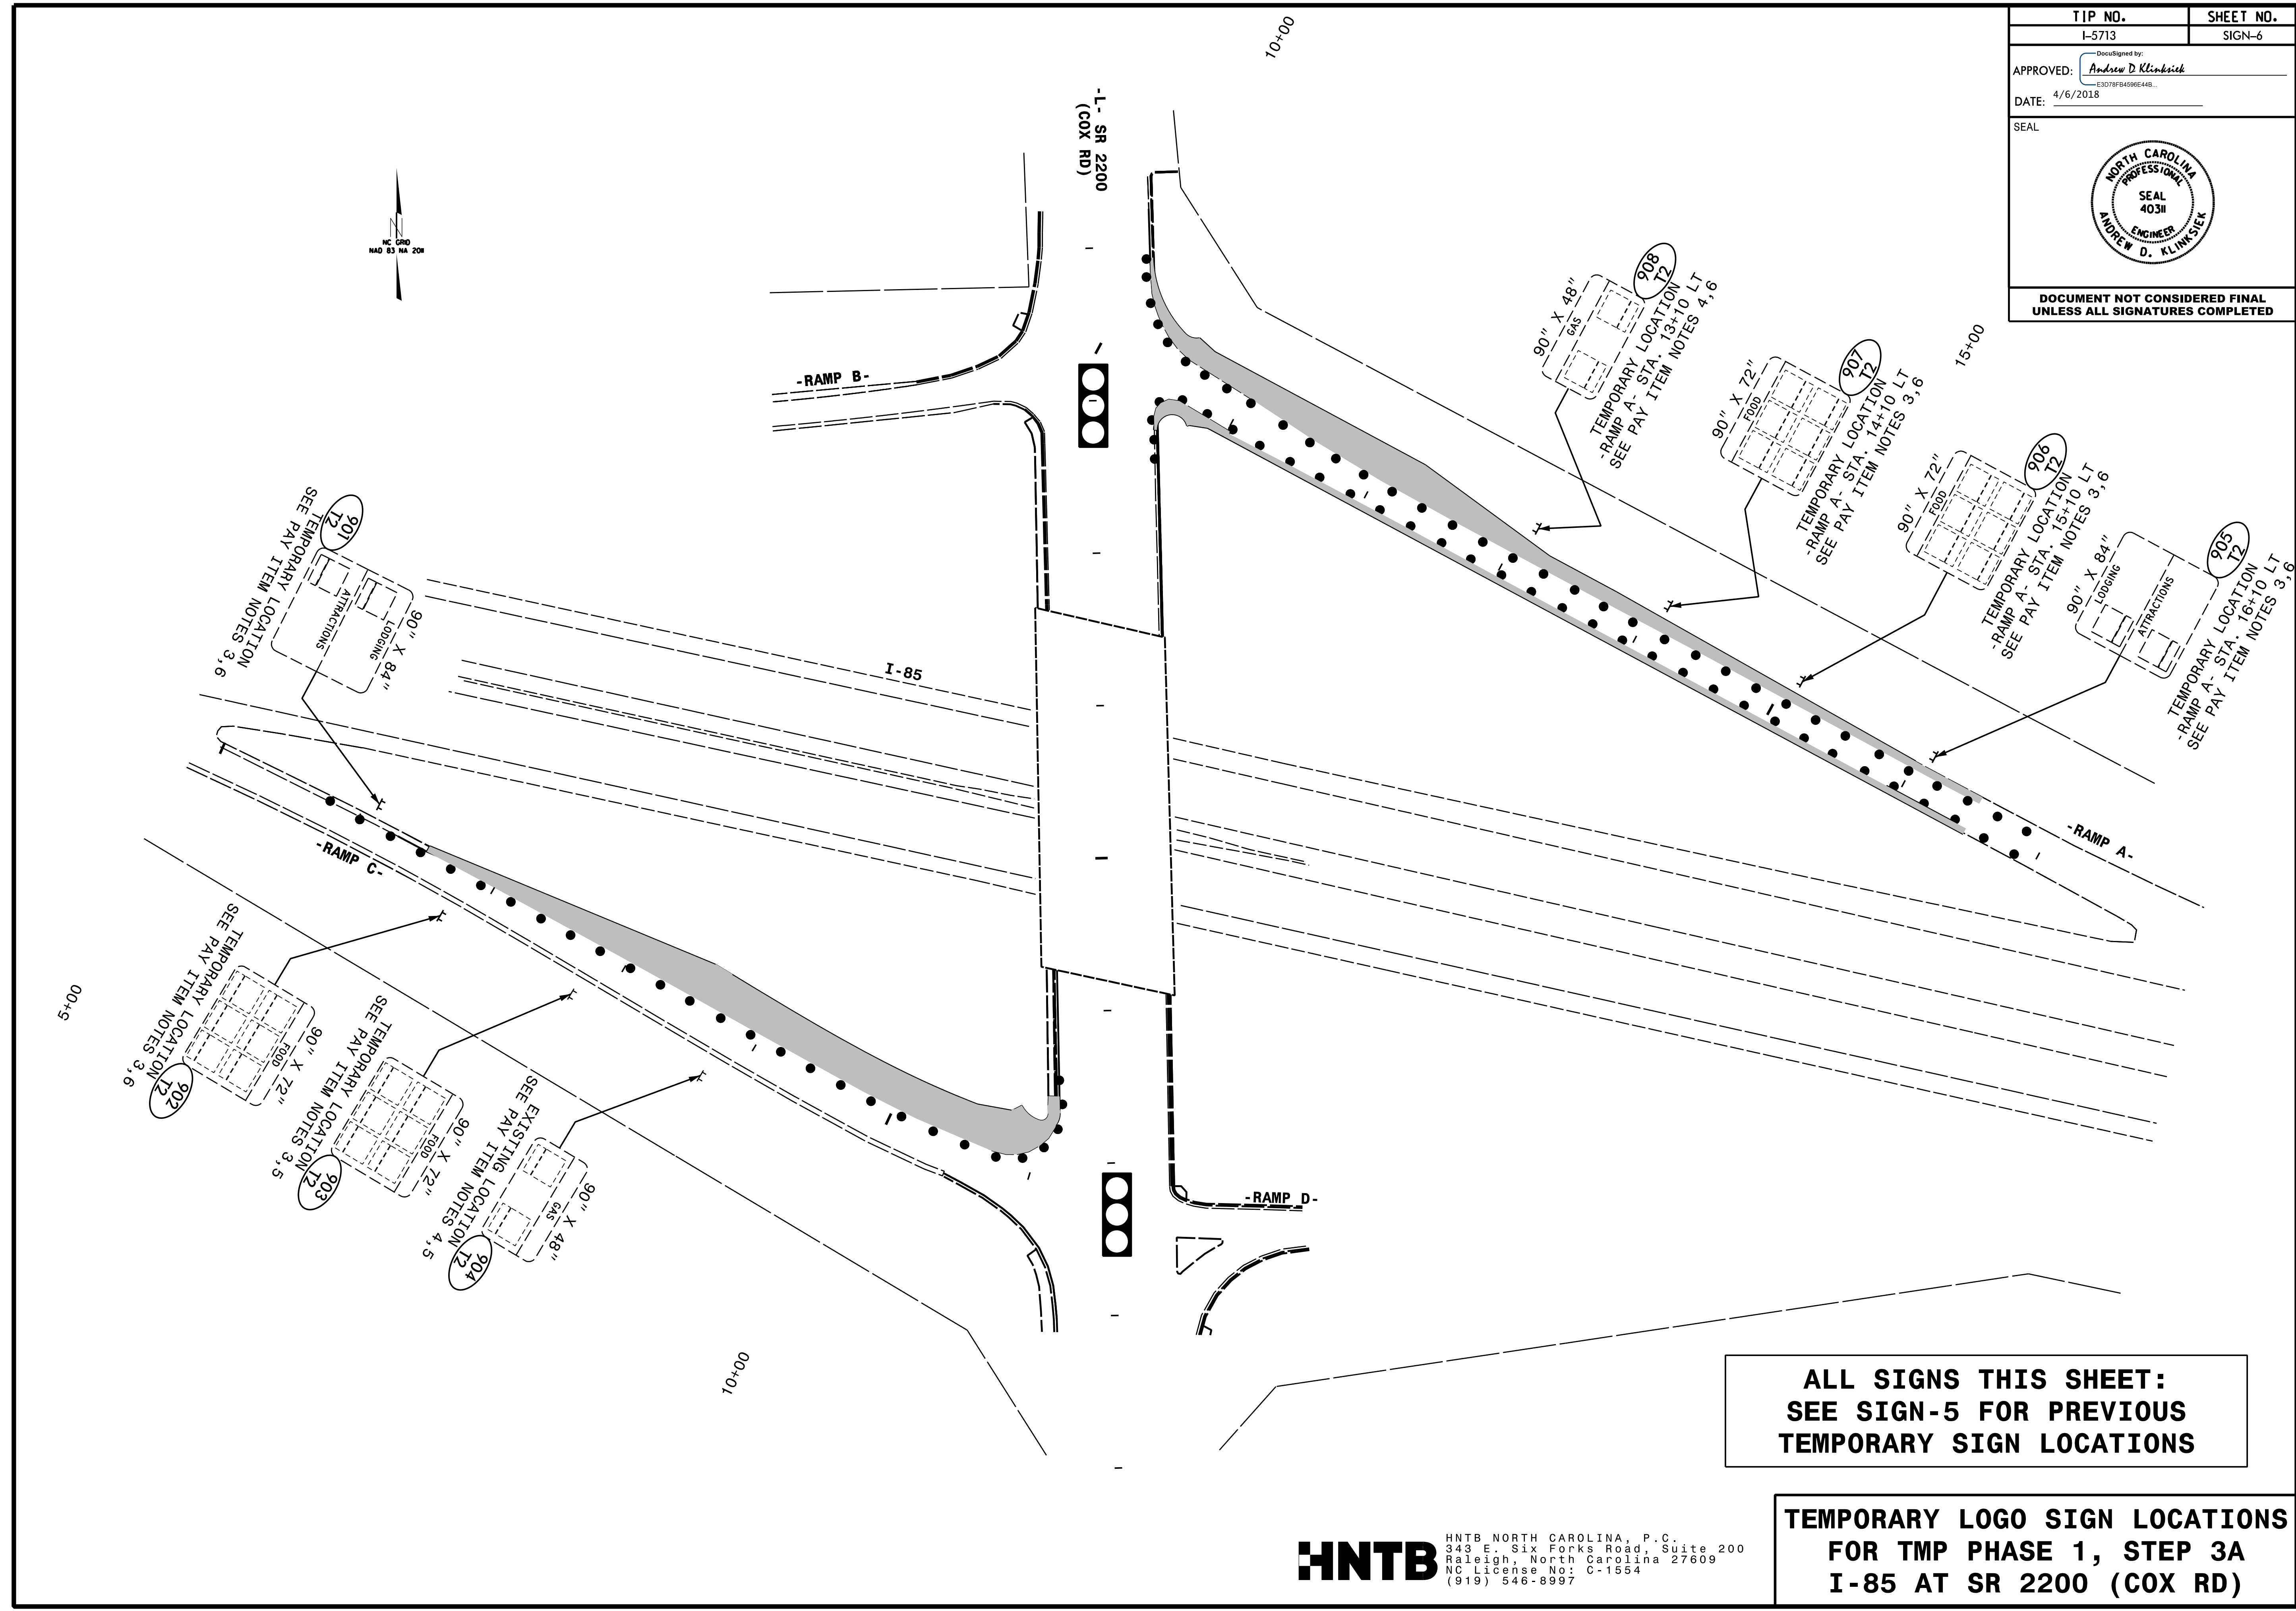 TIP NO.
SHEET NO.
I-5713
SIGN-6
DocuSigned by:
APPROVED: Andrew D. Klinksiek
E3D78FB4596E44B...
DATE: 4/6/2018
SEAL
NORTH CAROLINA
PROFESSIONAL
SEAL
40311
ENGINEER
ANDREW D. KLINKSIEK
DOCUMENT NOT CONSIDERED FINAL
UNLESS ALL SIGNATURES COMPLETED
10+00
-L- SR 2200
(COX RD)
N
NC GRID
NAD 83 NA 2011
-RAMP B-
90" X 48"
GAS
908
T2
TEMPORARY LOCATION
-RAMP A- STA. 13+10 LT
SEE PAY ITEM NOTES 4,6
90" X 72"
FOOD
907
T2
TEMPORARY LOCATION
-RAMP A- STA. 14+10 LT
SEE PAY ITEM NOTES 3,6
15+00
90" X 72"
FOOD
906
T2
TEMPORARY LOCATION
-RAMP A- STA. 15+10 LT
SEE PAY ITEM NOTES 3,6
90" X 84"
LODGING
ATTRACTIONS
905
T2
TEMPORARY LOCATION
-RAMP A- STA. 16+10 LT
SEE PAY ITEM NOTES 3,6
901
T2
TEMPORARY LOCATION
SEE PAY ITEM NOTES 3,6
90" X 84"
LODGING
ATTRACTIONS
I-85
-RAMP A-
-RAMP C-
5+00
TEMPORARY LOCATION
SEE PAY ITEM NOTES 3,6
90" X 72"
FOOD
902
T2
TEMPORARY LOCATION
SEE PAY ITEM NOTES 3,5
90" X 72"
FOOD
903
T2
EXISTING LOCATION
SEE PAY ITEM NOTES 4,5
90" X 48"
GAS
904
T2
-RAMP D-
10+00
ALL SIGNS THIS SHEET:
SEE SIGN-5 FOR PREVIOUS
TEMPORARY SIGN LOCATIONS
HNTB
HNTB NORTH CAROLINA, P.C.
343 E. Six Forks Road, Suite 200
Raleigh, North Carolina 27609
NC License No: C-1554
(919) 546-8997
TEMPORARY LOGO SIGN LOCATIONS
FOR TMP PHASE 1, STEP 3A
I-85 AT SR 2200 (COX RD)